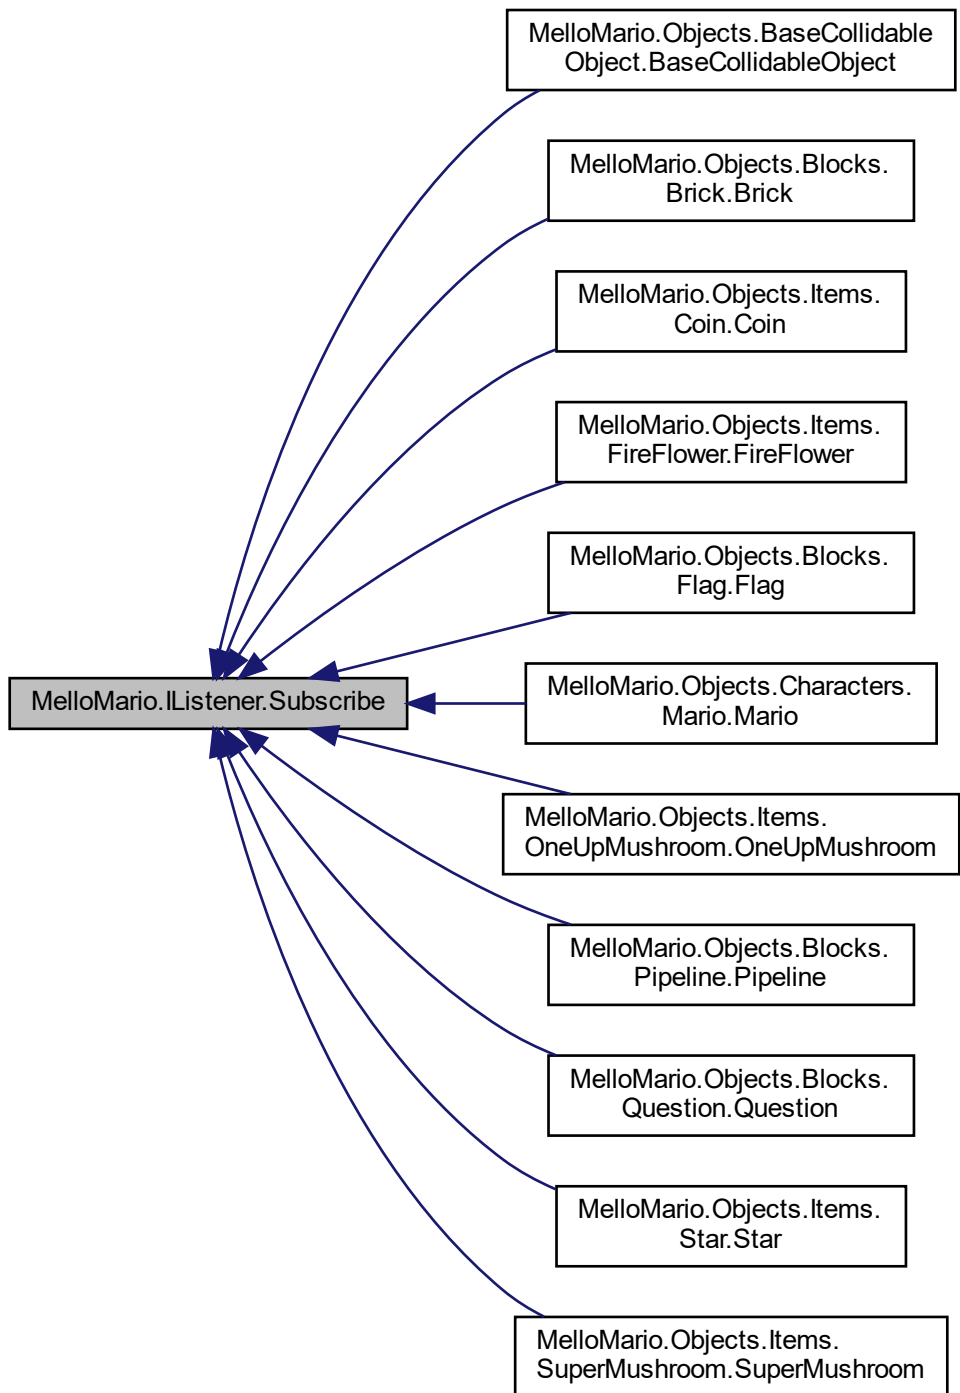 MelloMario.Objects.BaseCollidable
Object.BaseCollidableObject
MelloMario.Objects.Blocks.
Brick.Brick
MelloMario.Objects.Items.
Coin.Coin
MelloMario.Objects.Items.
FireFlower.FireFlower
MelloMario.Objects.Blocks.
Flag.Flag
MelloMario.IListener.Subscribe
MelloMario.Objects.Characters.
Mario.Mario
MelloMario.Objects.Items.
OneUpMushroom.OneUpMushroom
MelloMario.Objects.Blocks.
Pipeline.Pipeline
MelloMario.Objects.Blocks.
Question.Question
MelloMario.Objects.Items.
Star.Star
MelloMario.Objects.Items.
SuperMushroom.SuperMushroom